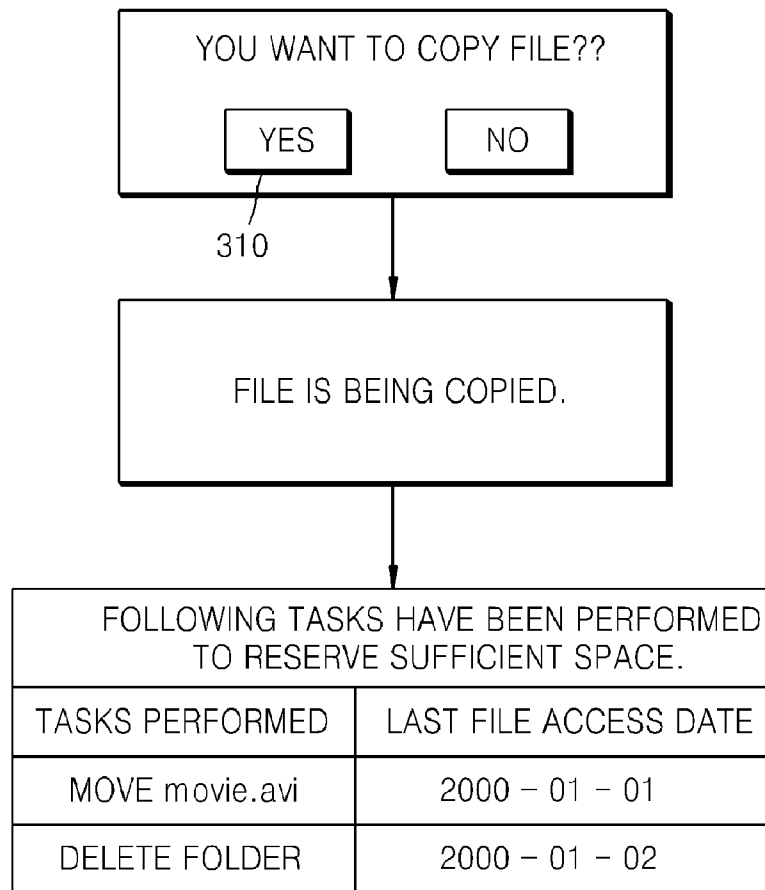 YOU WANT TO COPY FILE??
YES NO
310
FILE IS BEING COPIED.
FOLLOWING TASKS HAVE BEEN PERFORMED
TO RESERVE SUFFICIENT SPACE.
TASKS PERFORMED LAST FILE ACCESS DATE
MOVE movie.avi 2000 – 01 – 01
DELETE FOLDER 2000 – 01 – 02